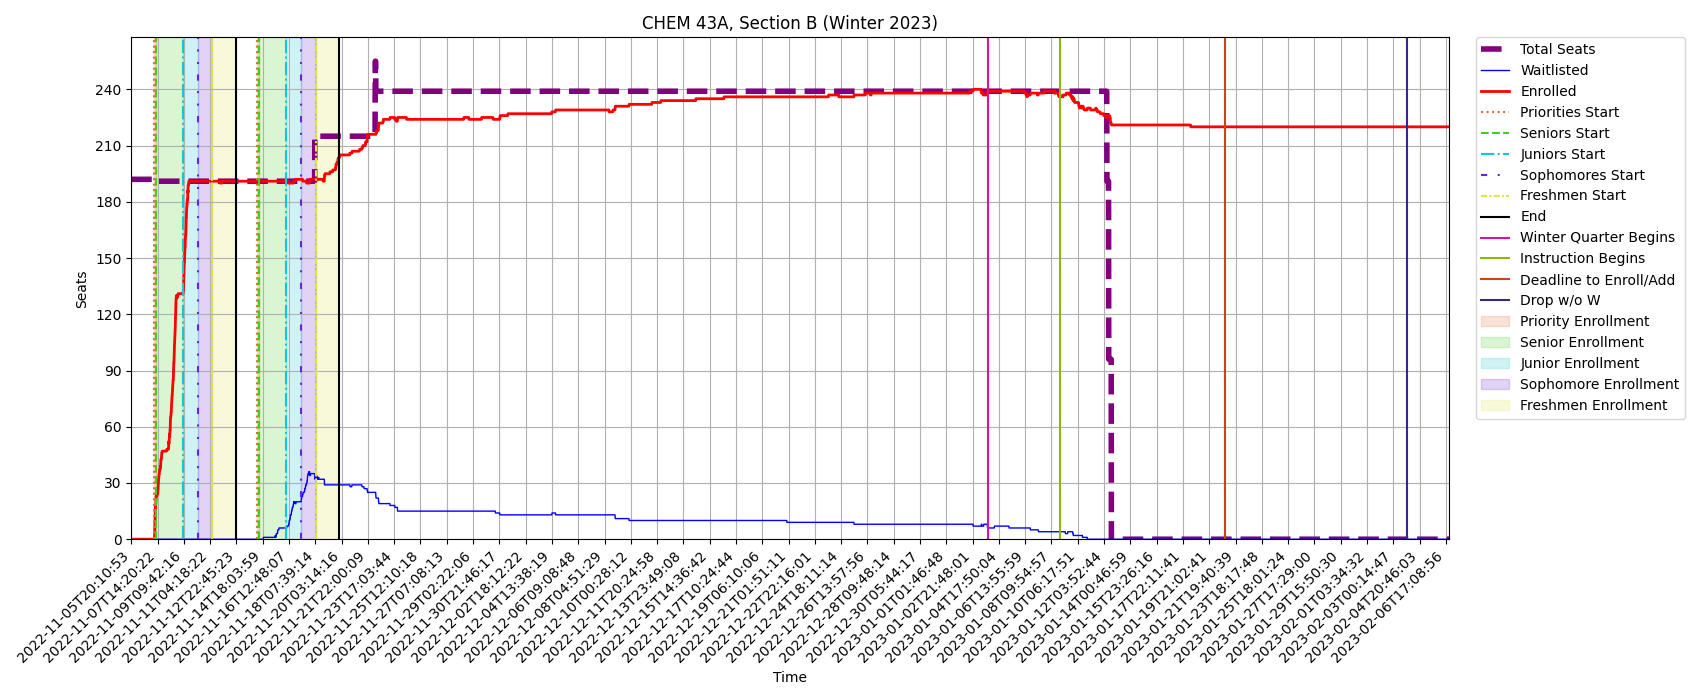 CHEM 43A, Section B (Winter 2023)
Seats
240
210
180
150
120
90
60
30
0
2022-11-05T20:10:53
2022-11-07T14:20:22
2022-11-09T09:42:16
2022-11-11T04:18:22
2022-11-12T22:45:23
2022-11-14T18:03:59
2022-11-16T12:48:07
2022-11-18T07:39:14
2022-11-20T03:14:16
2022-11-21T22:00:09
2022-11-23T17:03:44
2022-11-25T12:10:18
2022-11-27T07:08:13
2022-11-29T02:22:06
2022-11-30T21:46:17
2022-12-02T18:12:22
2022-12-04T13:38:19
2022-12-06T09:08:48
2022-12-08T04:51:29
2022-12-10T00:28:12
2022-12-11T20:24:58
2022-12-13T23:49:08
2022-12-15T14:36:42
2022-12-17T10:24:44
2022-12-19T06:10:06
2022-12-21T01:51:11
2022-12-22T22:16:01
2022-12-24T18:11:14
2022-12-26T13:57:56
2022-12-28T09:48:14
2022-12-30T05:44:17
2023-01-01T01:46:48
2023-01-02T21:48:01
2023-01-04T17:50:04
2023-01-06T13:55:59
2023-01-08T09:54:57
2023-01-10T06:17:51
2023-01-12T03:52:44
2023-01-14T00:46:59
2023-01-15T23:26:16
2023-01-17T22:11:41
2023-01-19T21:02:41
2023-01-21T19:40:39
2023-01-23T18:17:48
2023-01-25T18:01:24
2023-01-27T17:29:00
2023-01-29T15:50:30
2023-02-01T03:34:32
2023-02-03T00:14:47
2023-02-04T20:46:03
2023-02-06T17:08:56
Time
Total Seats
Waitlisted
Enrolled
Priorities Start
Seniors Start
Juniors Start
Sophomores Start
Freshmen Start
End
Winter Quarter Begins
Instruction Begins
Deadline to Enroll/Add
Drop w/o W
Priority Enrollment
Senior Enrollment
Junior Enrollment
Sophomore Enrollment
Freshmen Enrollment